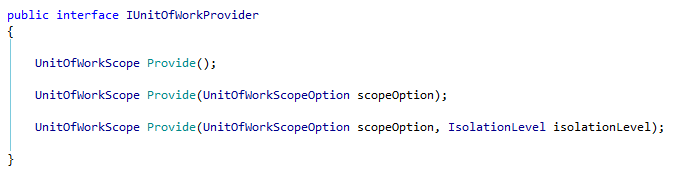 public interface IUnitOfWorkProvider
{
UnitOfWorkScope Provide();
UnitOfWorkScope Provide(UnitOfWorkScopeOption scopeOption);
UnitOfWorkScope Provide(UnitOfWorkScopeOption scopeOption, IsolationLevel isolationLevel);
}